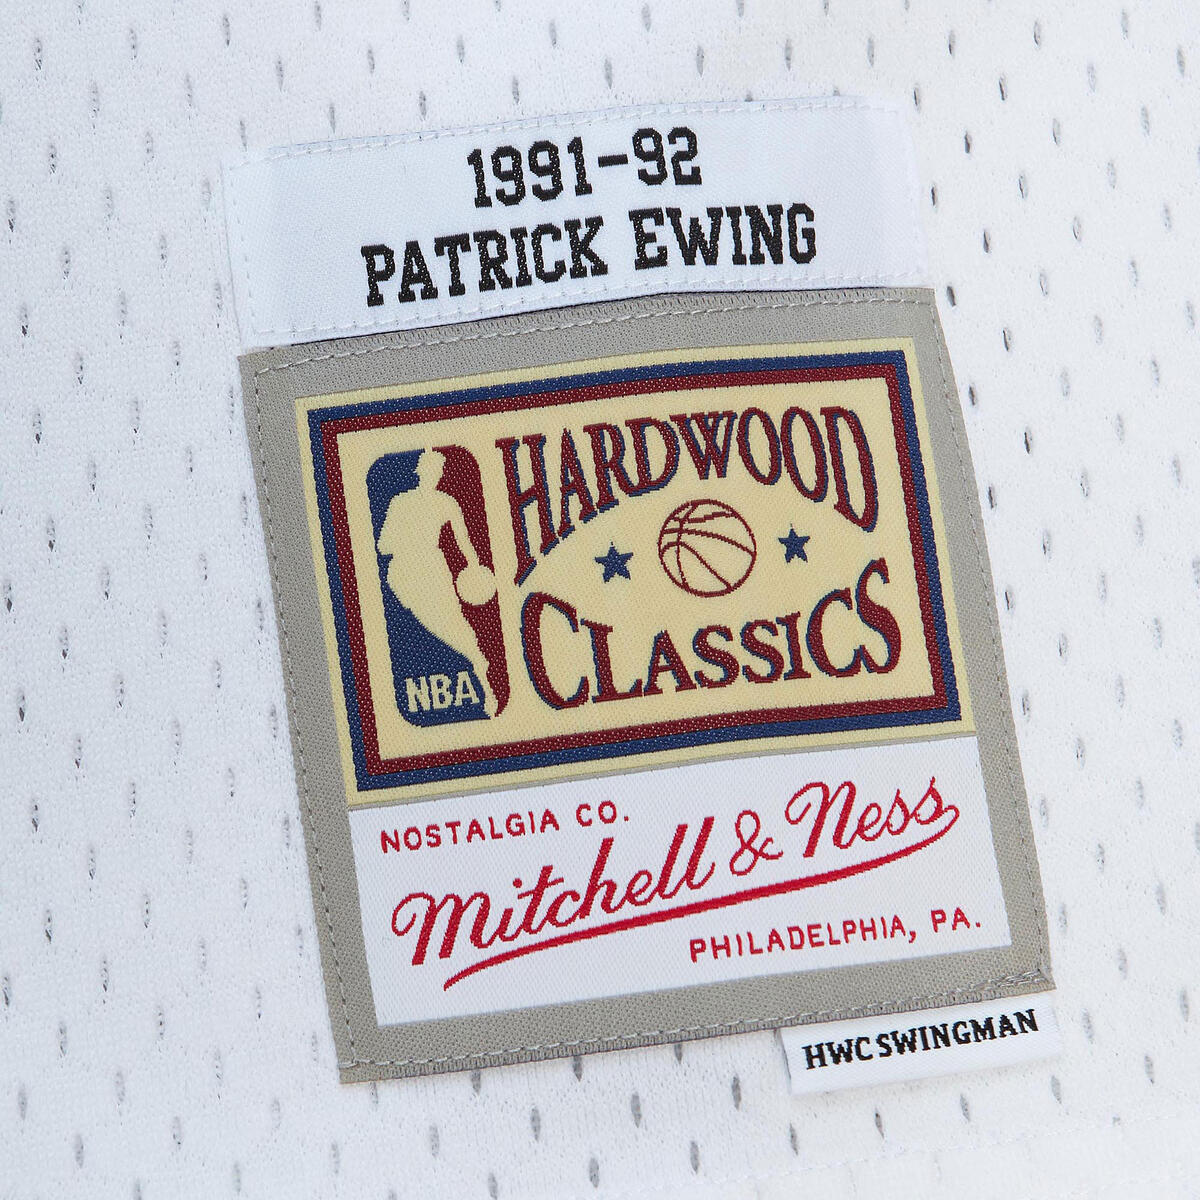 1991-92
PATRICK EWING
HARDWOOD
CLASSICS
NBA
NOSTALGIA CO.
Mitchell & Ness
PHILADELPHIA, PA.
HWC SWINGMAN